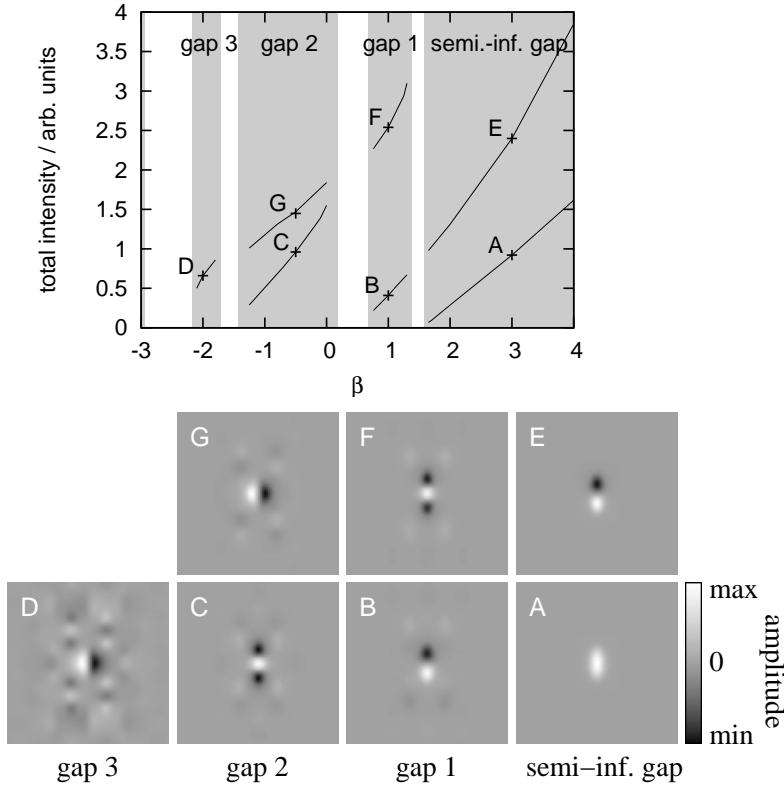 4
3.5
3
2.5
2
1.5
1
0.5
0
total intensity / arb. units
gap 3 gap 2 gap 1 semi.-inf. gap
F
E
G
C
A
D
B
-3 -2 -1 0 1 2 3 4
β
G F E
D C B A
max
0
min
amplitude
gap 3 gap 2 gap 1 semi−inf. gap